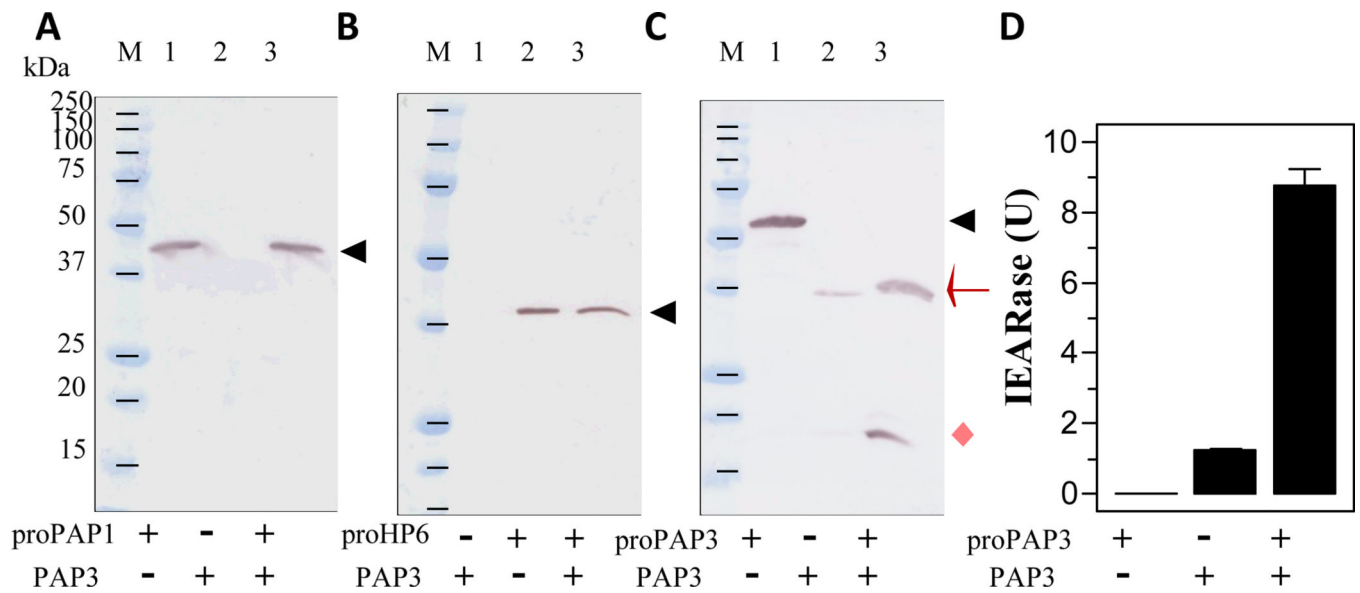 A B C D
M 1 2 3 M 1 2 3 M 1 2 3
kDa
250
150
100
75
50
37
25
20
15
10
8
6
4
2
0
IEARase (U)
proPAP1 + - + proHP6 - + + proPAP3 + - + proPAP3 + - +
PAP3 - + + PAP3 + - + PAP3 - + + PAP3 - + +